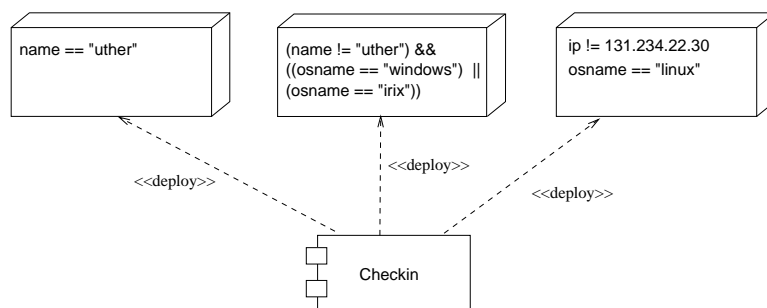 name == "uther"
(name != "uther") &&
((osname == "windows") ||
(osname == "irix"))
ip != 131.234.22.30
osname == "linux"
<<deploy>>
<<deploy>>
<<deploy>>
Checkin